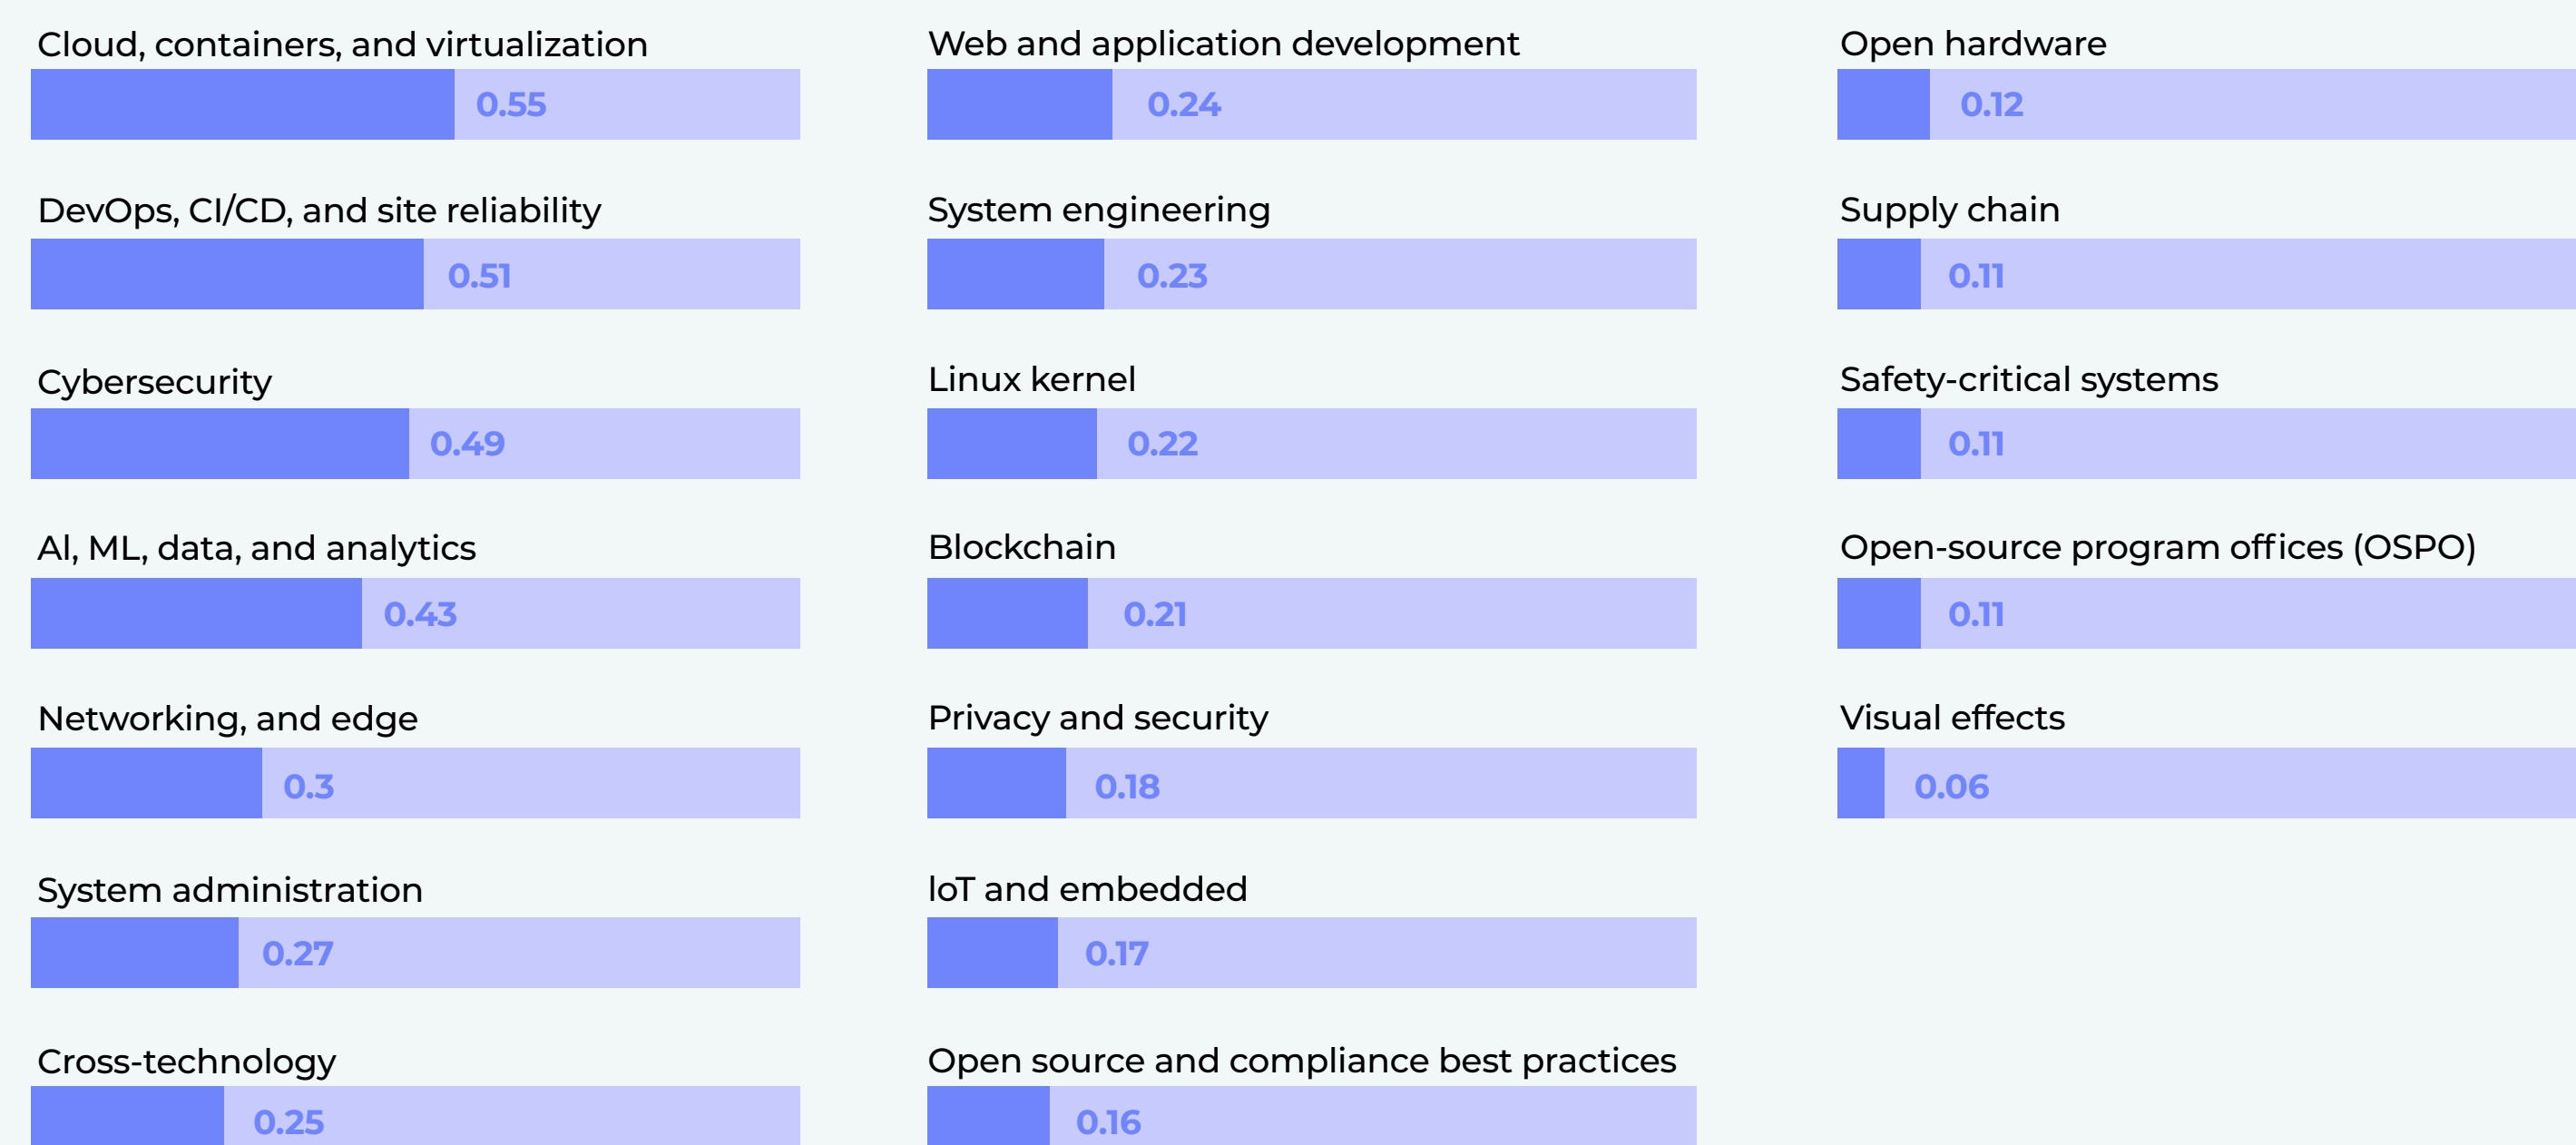 Cloud, containers, and virtualization
0.55
DevOps, CI/CD, and site reliability
0.51
Cybersecurity
0.49
AI, ML, data, and analytics
0.43
Networking, and edge
0.3
System administration
0.27
Cross-technology
0.25
Web and application development
0.24
System engineering
0.23
Linux kernel
0.22
Blockchain
0.21
Privacy and security
0.18
IoT and embedded
0.17
Open source and compliance best practices
0.16
Open hardware
0.12
Supply chain
0.11
Safety-critical systems
0.11
Open-source program offices (OSPO)
0.11
Visual effects
0.06